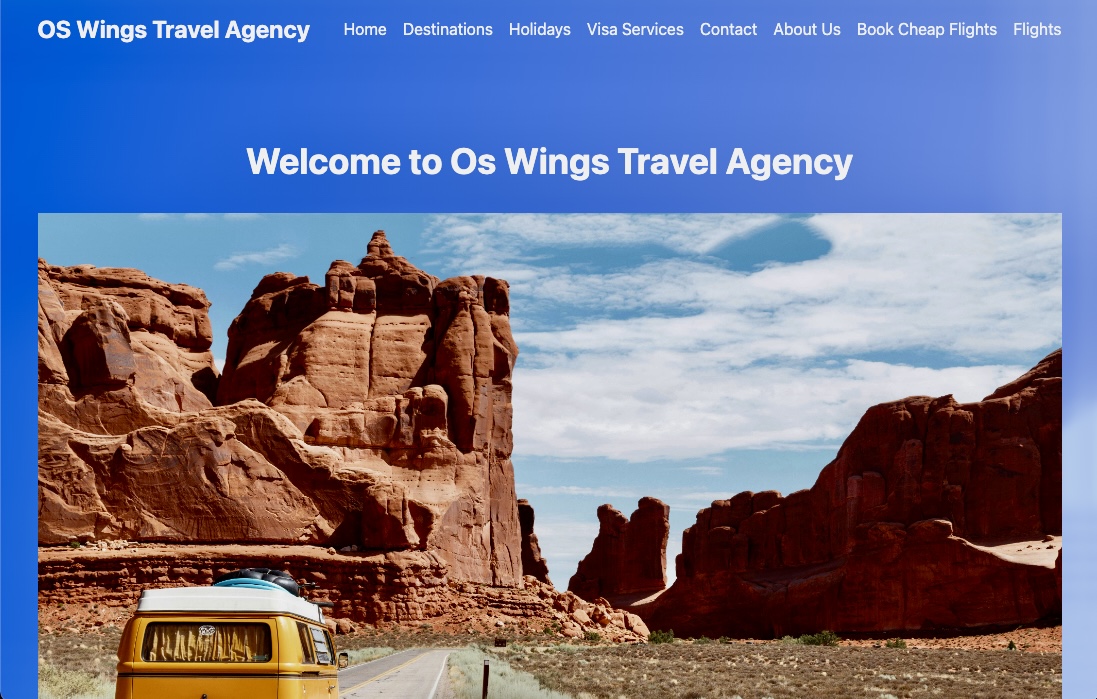 OS Wings Travel Agency
Home Destinations Holidays Visa Services Contact About Us Book Cheap Flights Flights
Welcome to Os Wings Travel Agency